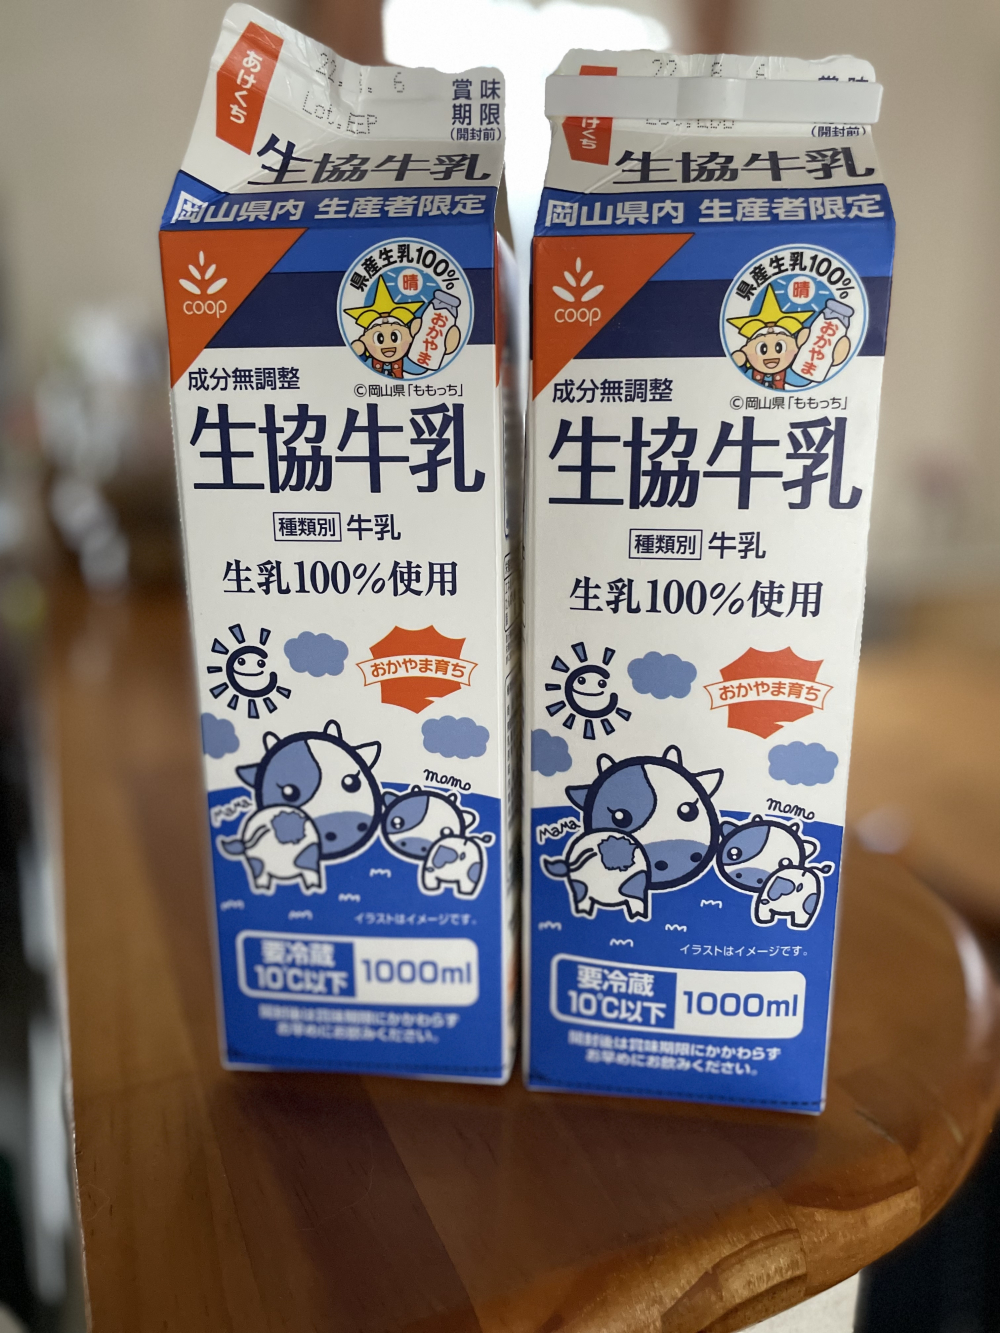 あけくち
賞味
期限
(開封前)
生協牛乳
岡山県内 生産者限定
coop
県産生乳100%
晴
おかやま
成分無調整
©岡山県「ももっち」
生協牛乳
種類別 牛乳
生乳100%使用
おかやま育ち
momo
MaMa
イラストはイメージです。
要冷蔵
10℃以下
1000ml
開封後は賞味期限にかかわらず
お早めにお飲みください。
けくち
(開封前)
生協牛乳
岡山県内 生産者限定
coop
県産生乳100%
晴
おかやま
成分無調整
©岡山県「ももっち」
生協牛乳
種類別 牛乳
生乳100%使用
おかやま育ち
momo
MaMa
イラストはイメージです。
要冷蔵
10℃以下
1000ml
開封後は賞味期限にかかわらず
お早めにお飲みください。